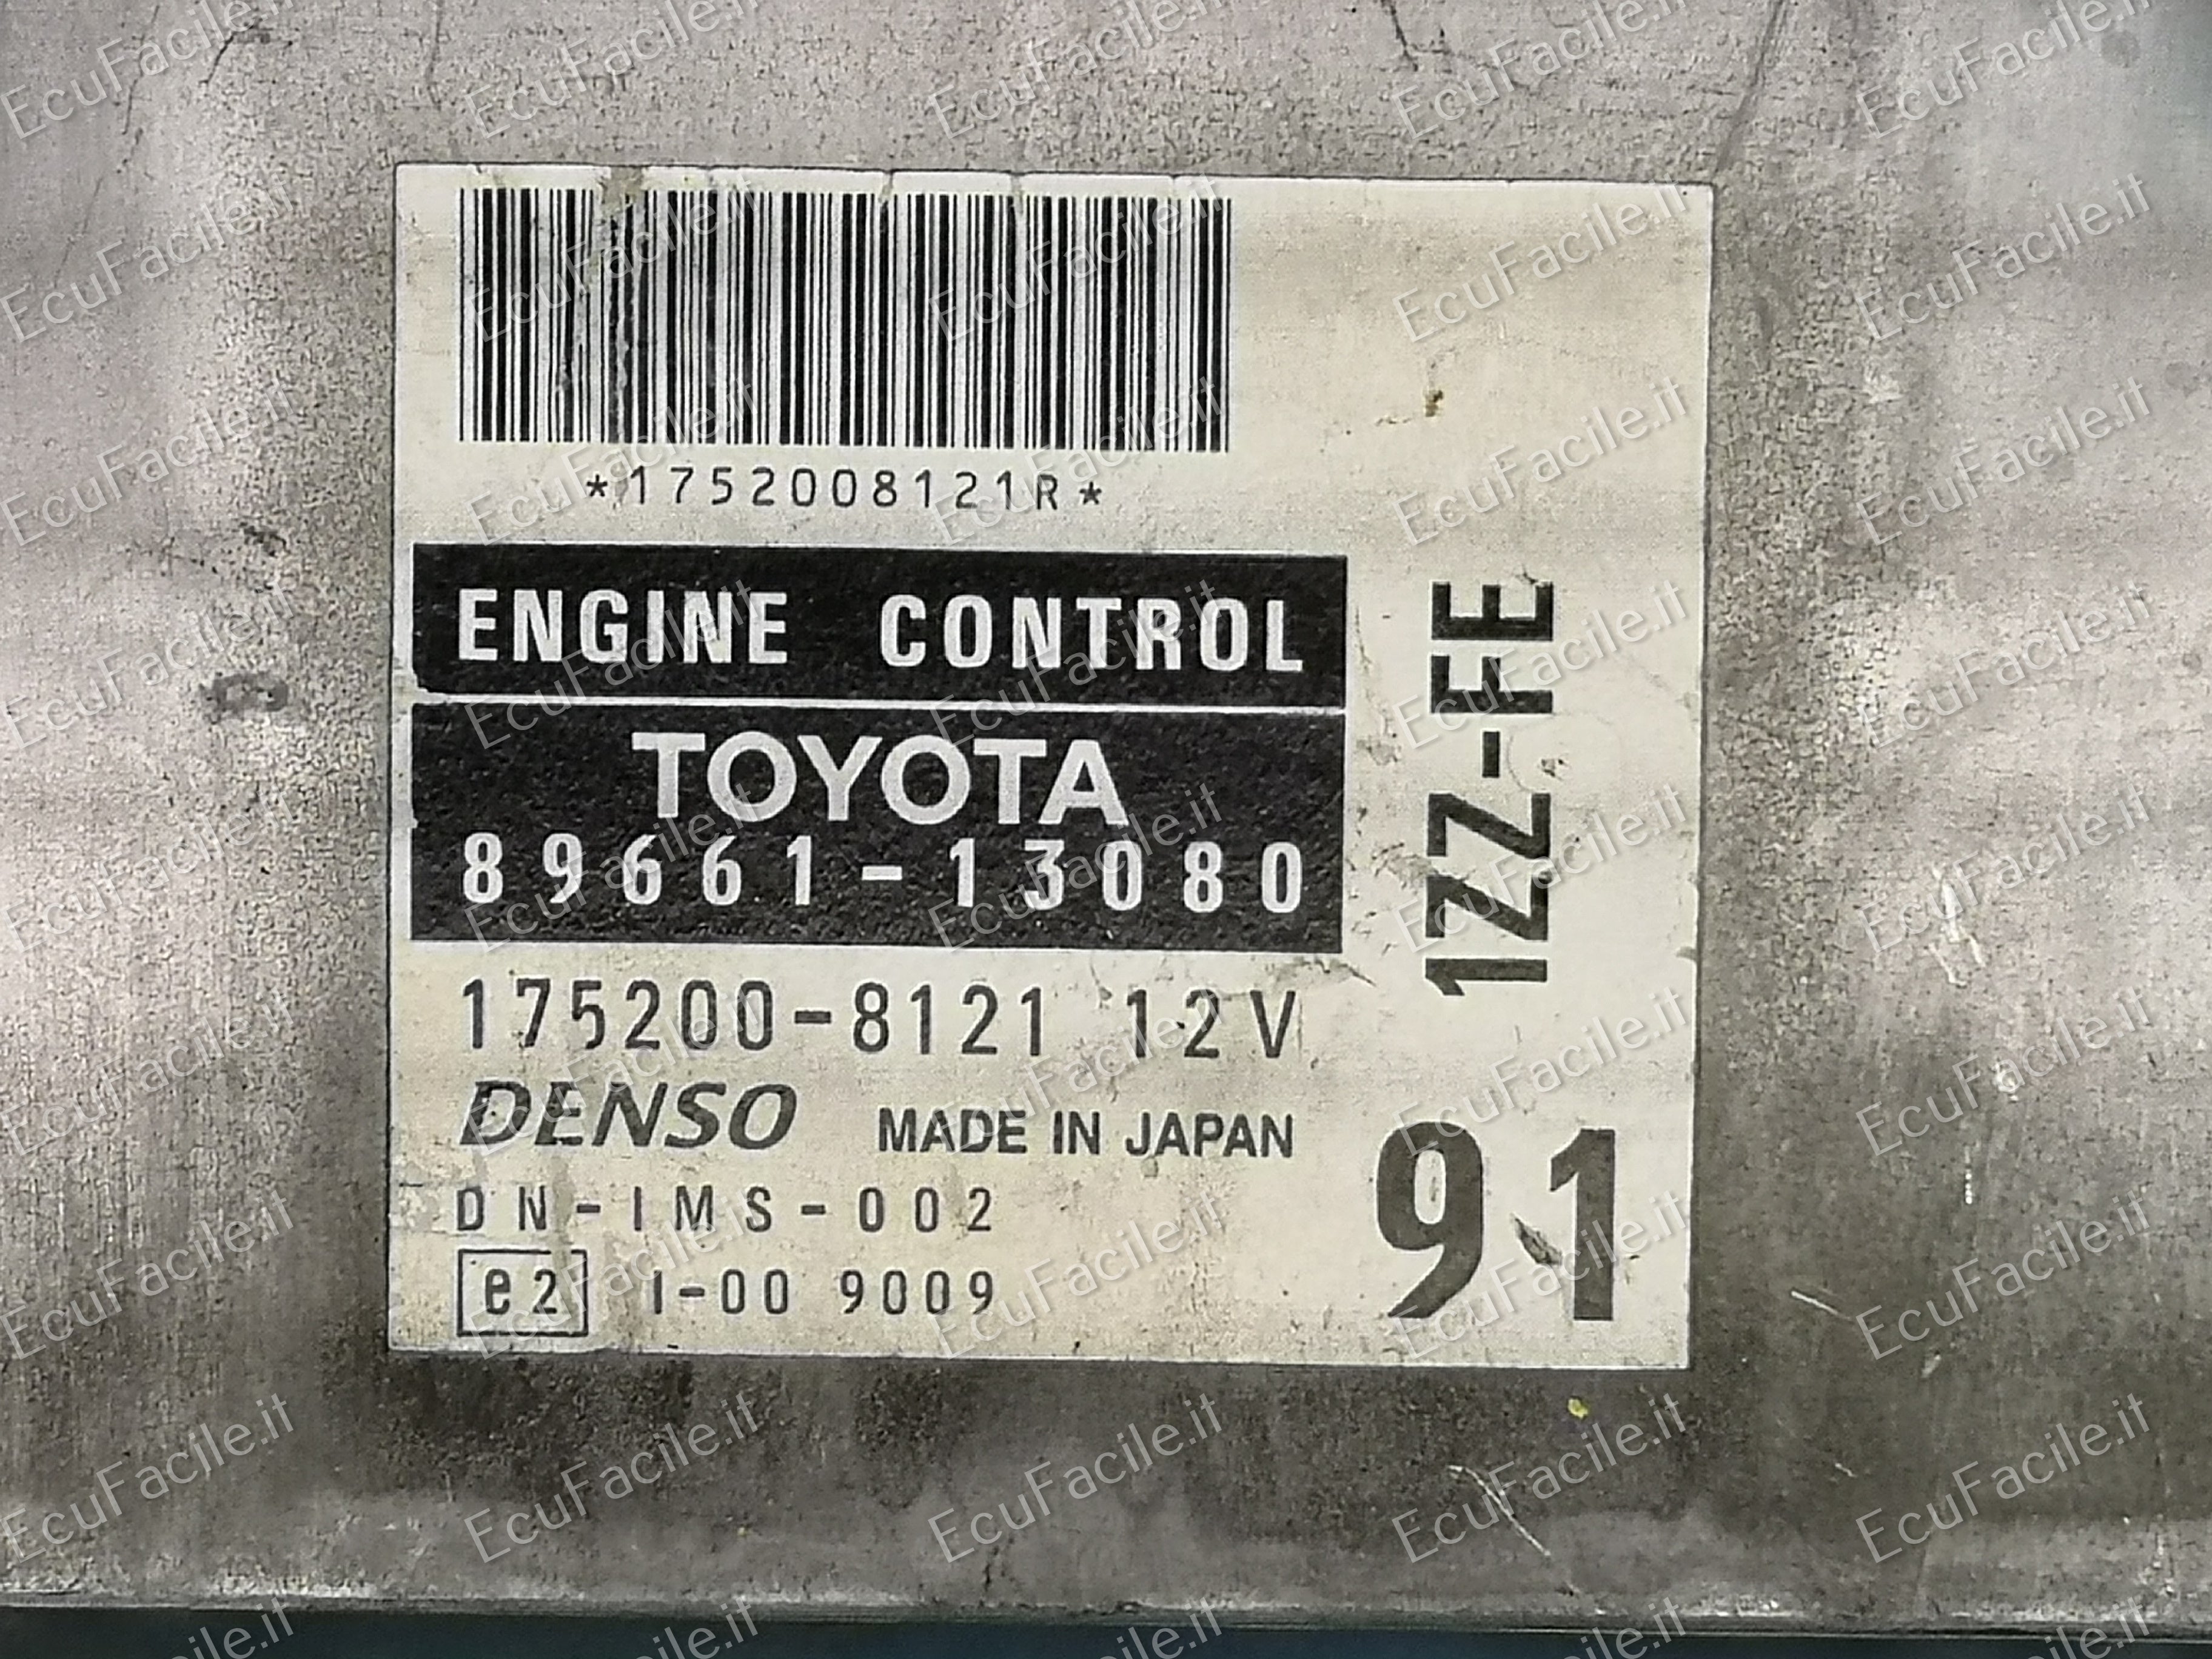 *1752008121R*
ENGINE CONTROL
TOYOTA
89661-13080
175200-8121 12V
DENSO MADE IN JAPAN
DN-IMS-002
e2 I-00 9009
1ZZ-FE
91
EcuFacile.it